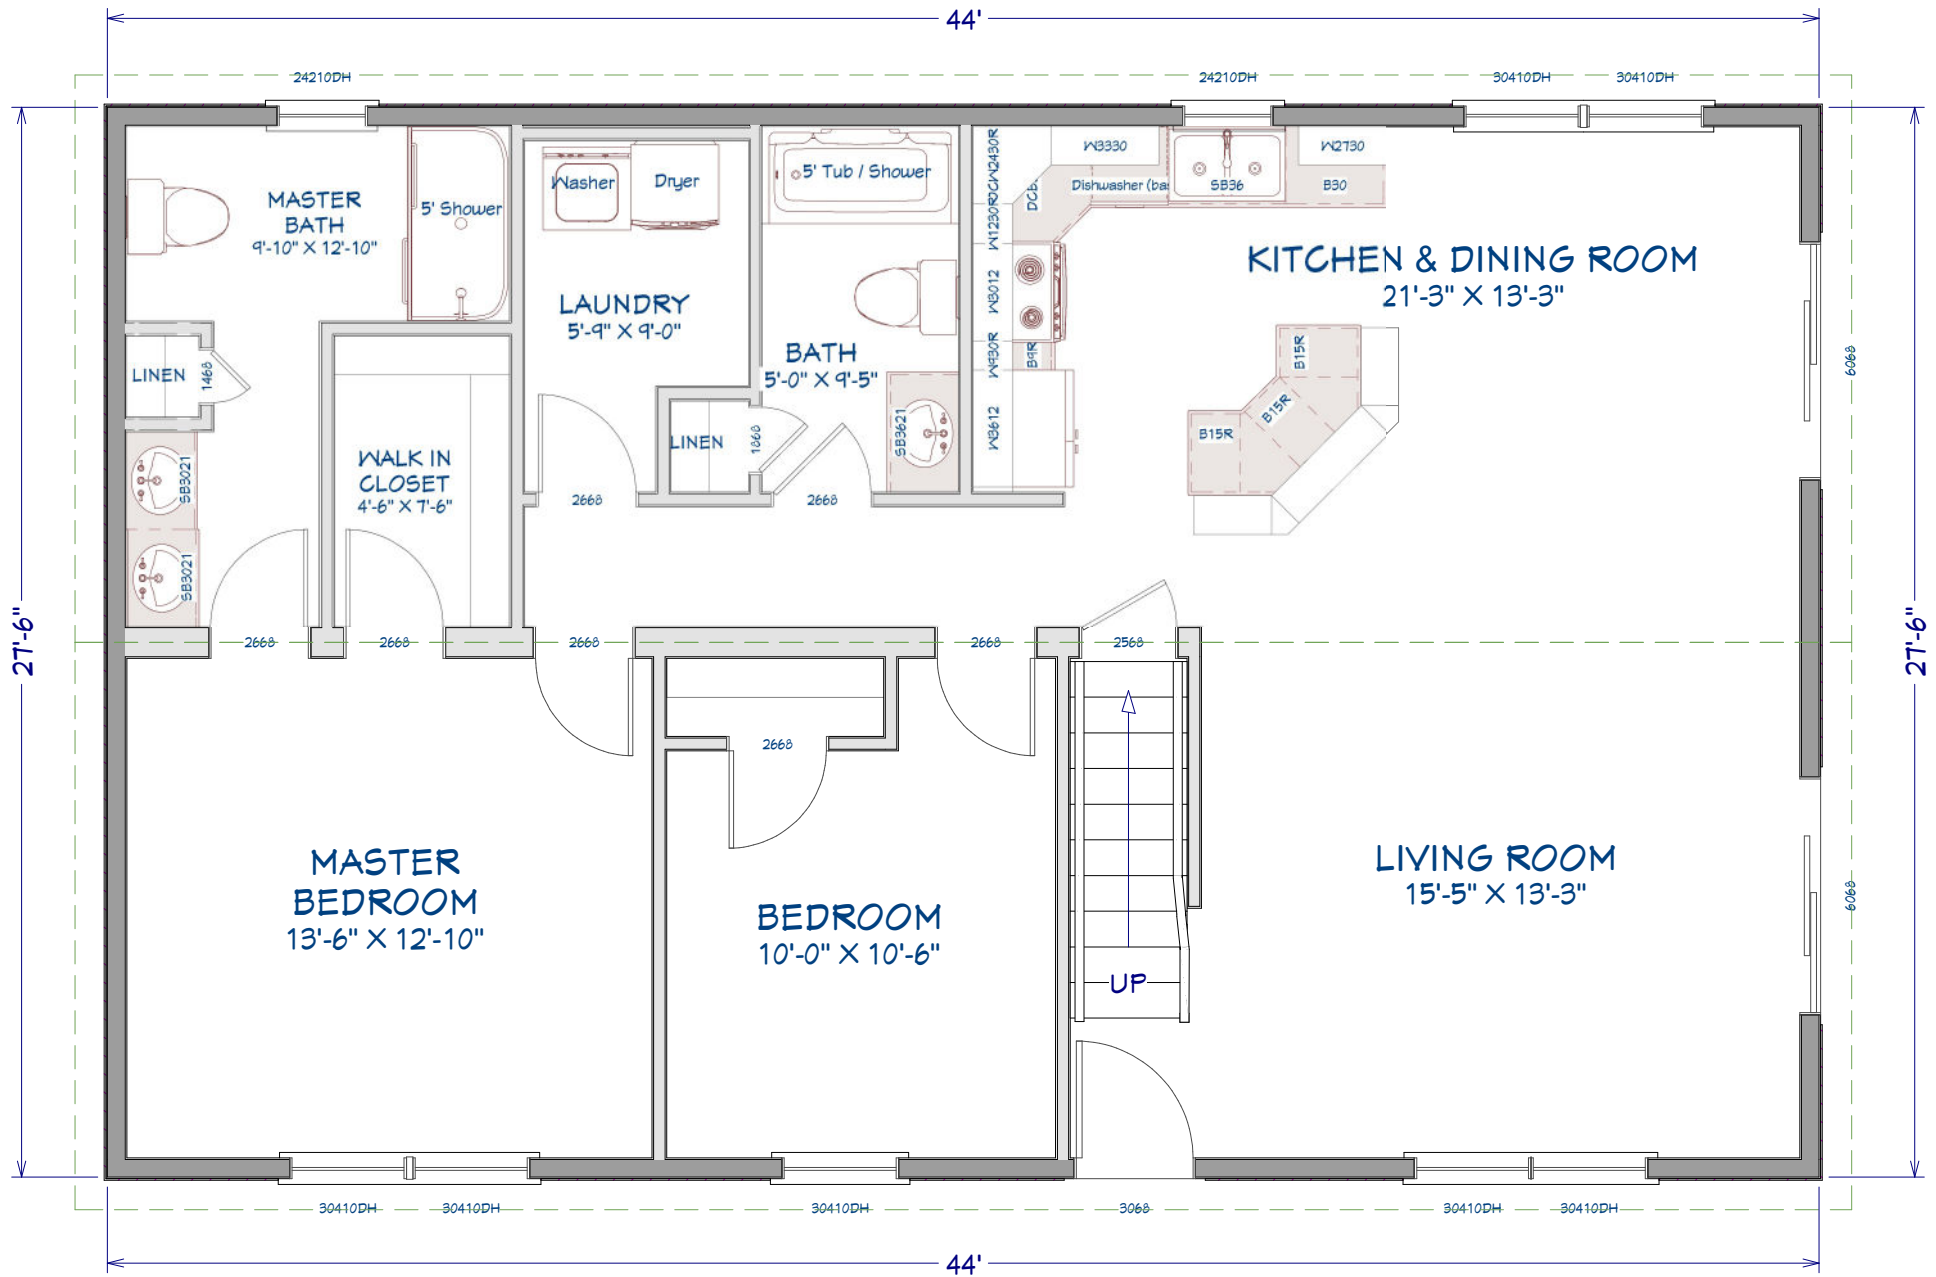 44'
24210DH
24210DH
30410DH
30410DH
MASTER
BATH
9'-10" X 12'-10"
5' Shower
Washer
Dryer
5' Tub / Shower
W2430R
W3330
W2730
Dishwasher (ba
SB36
B30
W1230R
KITCHEN & DINING ROOM
21'-3" X 13'-3"
W3012
LAUNDRY
5'-9" X 9'-0"
BATH
5'-0" X 9'-5"
W930R
B9R
B15R
B15R
B15R
6068
LINEN
1468
W3612
SB3621
LINEN
1868
WALK IN
CLOSET
4'-6" X 7'-6"
SB3021
SB3021
2668
2668
27'-6"
27'-6"
2668
2668
2668
2668
2568
2668
MASTER
BEDROOM
13'-6" X 12'-10"
BEDROOM
10'-0" X 10'-6"
LIVING ROOM
15'-5" X 13'-3"
6068
UP
30410DH
30410DH
30410DH
3068
30410DH
30410DH
44'